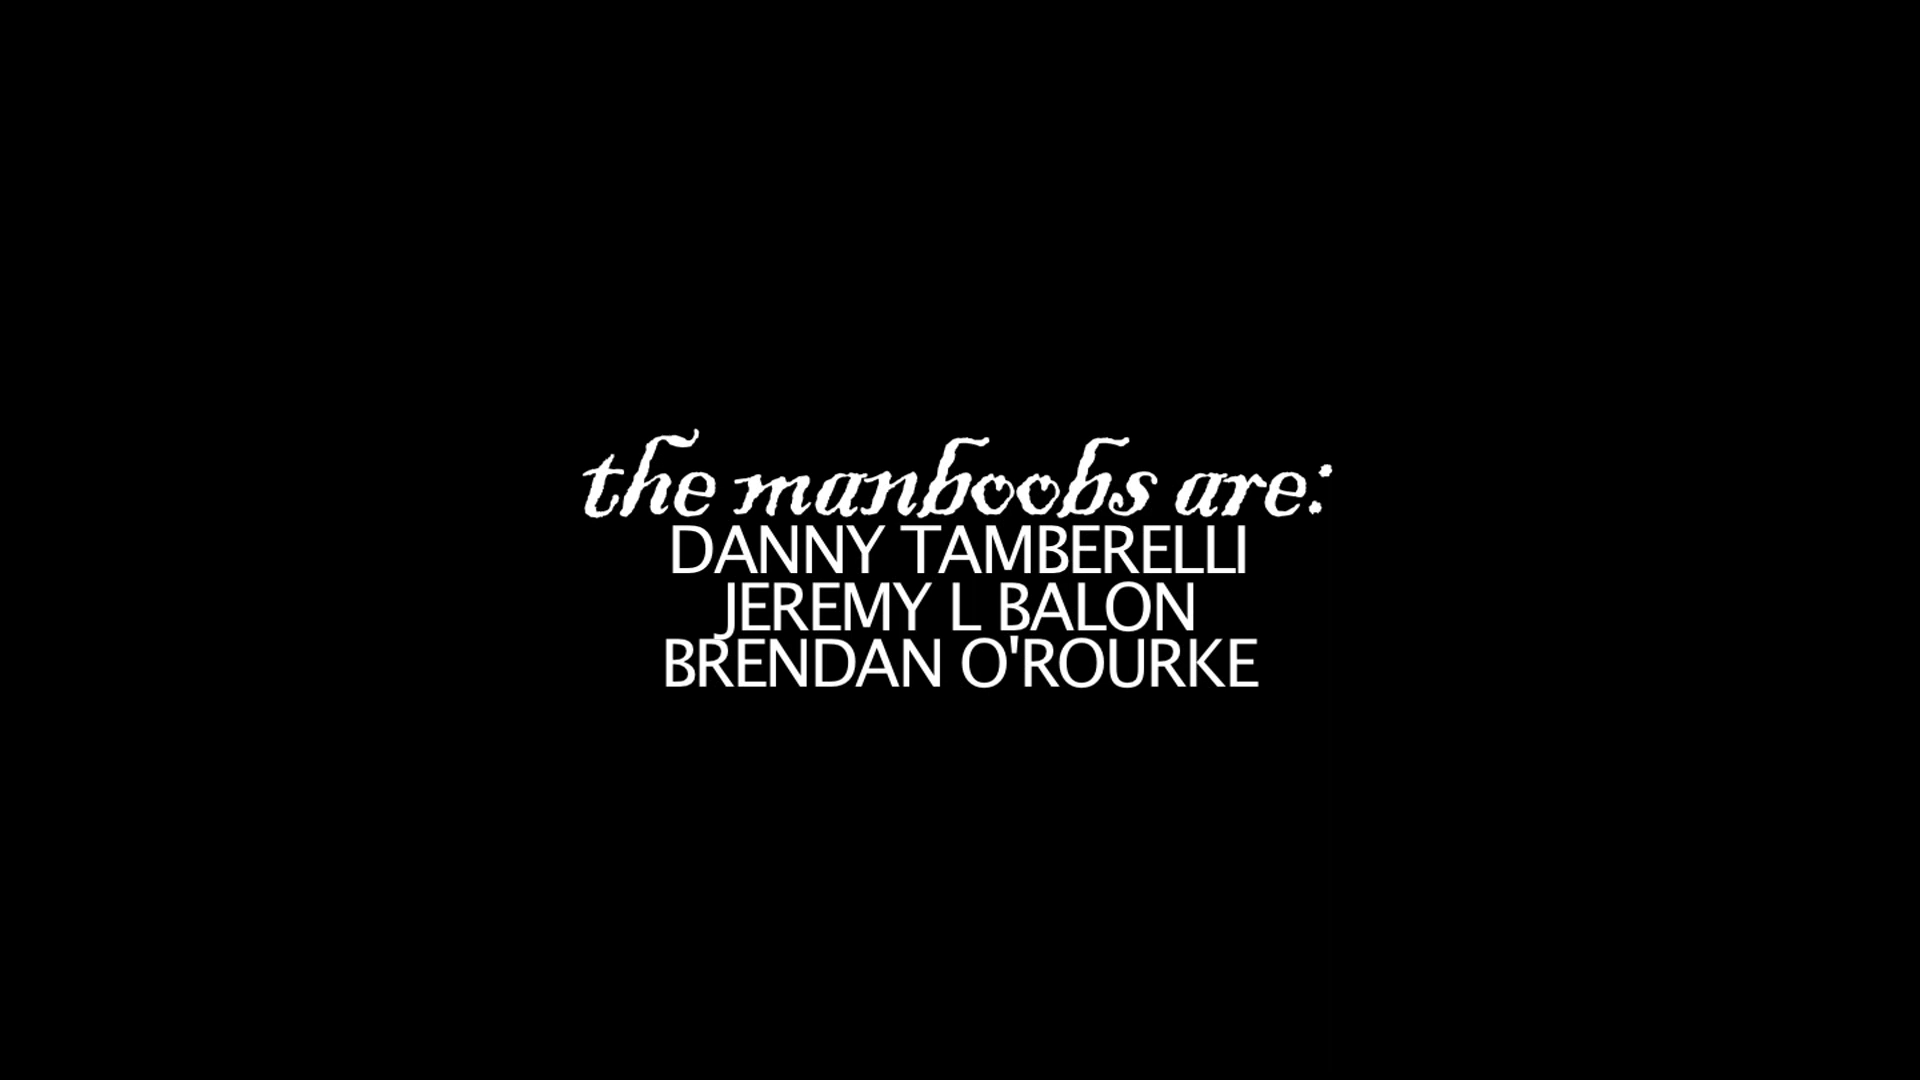 the manboobs are:
DANNY TAMBERELLI
JEREMY L BALON
BRENDAN O'ROURKE